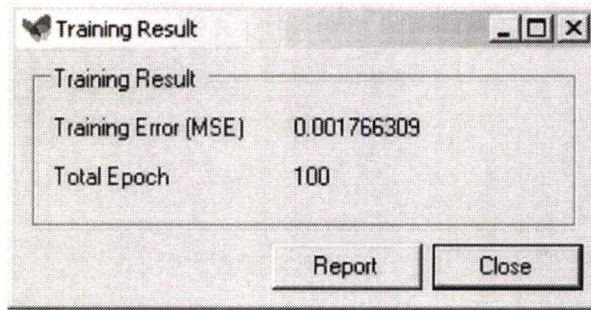 Training Result
Training Result
Training Error (MSE) 0.001766309
Total Epoch 100
Report Close